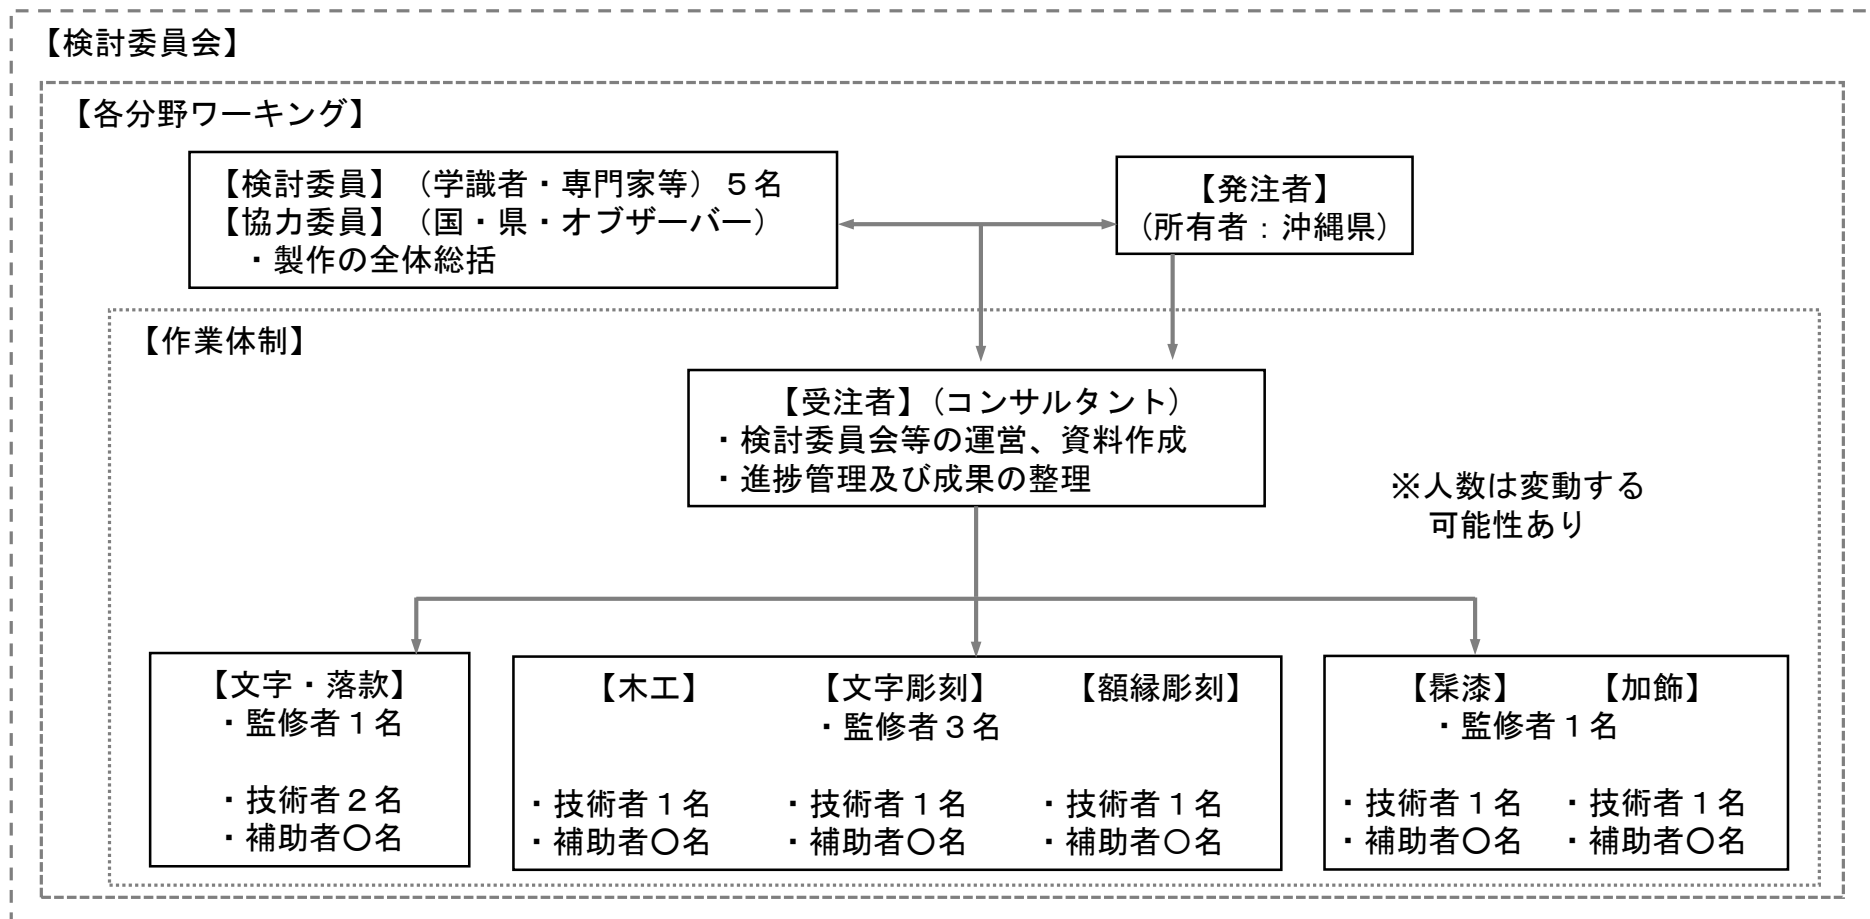 【検討委員会】
【各分野ワーキング】
【検討委員】（学識者・専門家等）５名
【協力委員】（国・県・オブザーバー）
・製作の全体総括
【発注者】
（所有者：沖縄県）
【作業体制】
【受注者】（コンサルタント）
・検討委員会等の運営、資料作成
・進捗管理及び成果の整理
※人数は変動する
可能性あり
【文字・落款】
・監修者１名
・技術者２名
・補助者〇名
【木工】 【文字彫刻】 【額縁彫刻】
・監修者３名
・技術者１名 ・技術者１名 ・技術者１名
・補助者〇名 ・補助者〇名 ・補助者〇名
【髹漆】 【加飾】
・監修者１名
・技術者１名 ・技術者１名
・補助者〇名 ・補助者〇名